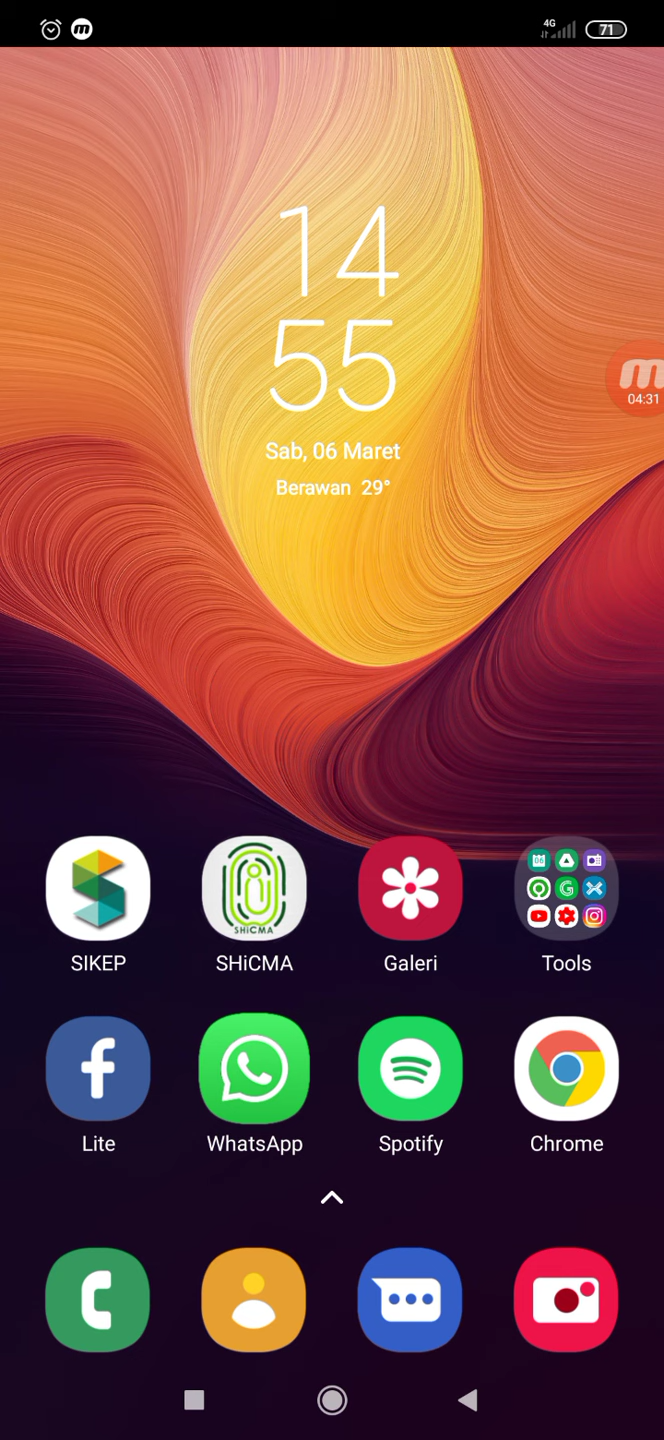 4G
71
14
55
Sab, 06 Maret
Berawan 29°
m
04:31
SHiCMA
SIKEP
SHiCMA
Galeri
Tools
Lite
WhatsApp
Spotify
Chrome